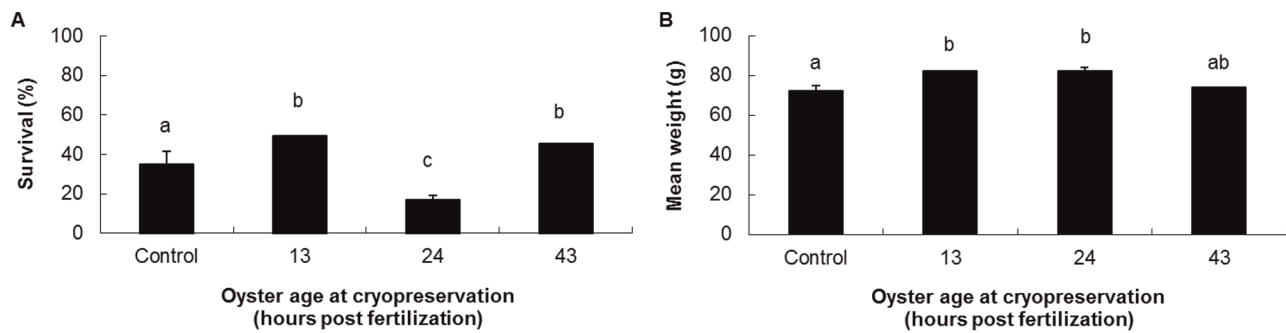 A
100
80
60
40
20
0
Survival (%)
a
b
c
b
Control
13
24
43
Oyster age at cryopreservation
(hours post fertilization)
B
100
80
60
40
20
0
Mean weight (g)
a
b
b
ab
Control
13
24
43
Oyster age at cryopreservation
(hours post fertilization)